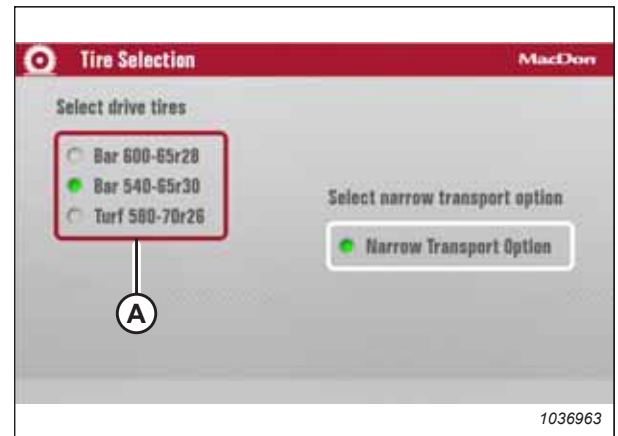 Tire Selection
MacDon
Select drive tires
Bar 600-65r28
Bar 540-65r30
Turf 580-70r26
Select narrow transport option
Narrow Transport Option
A
1036963